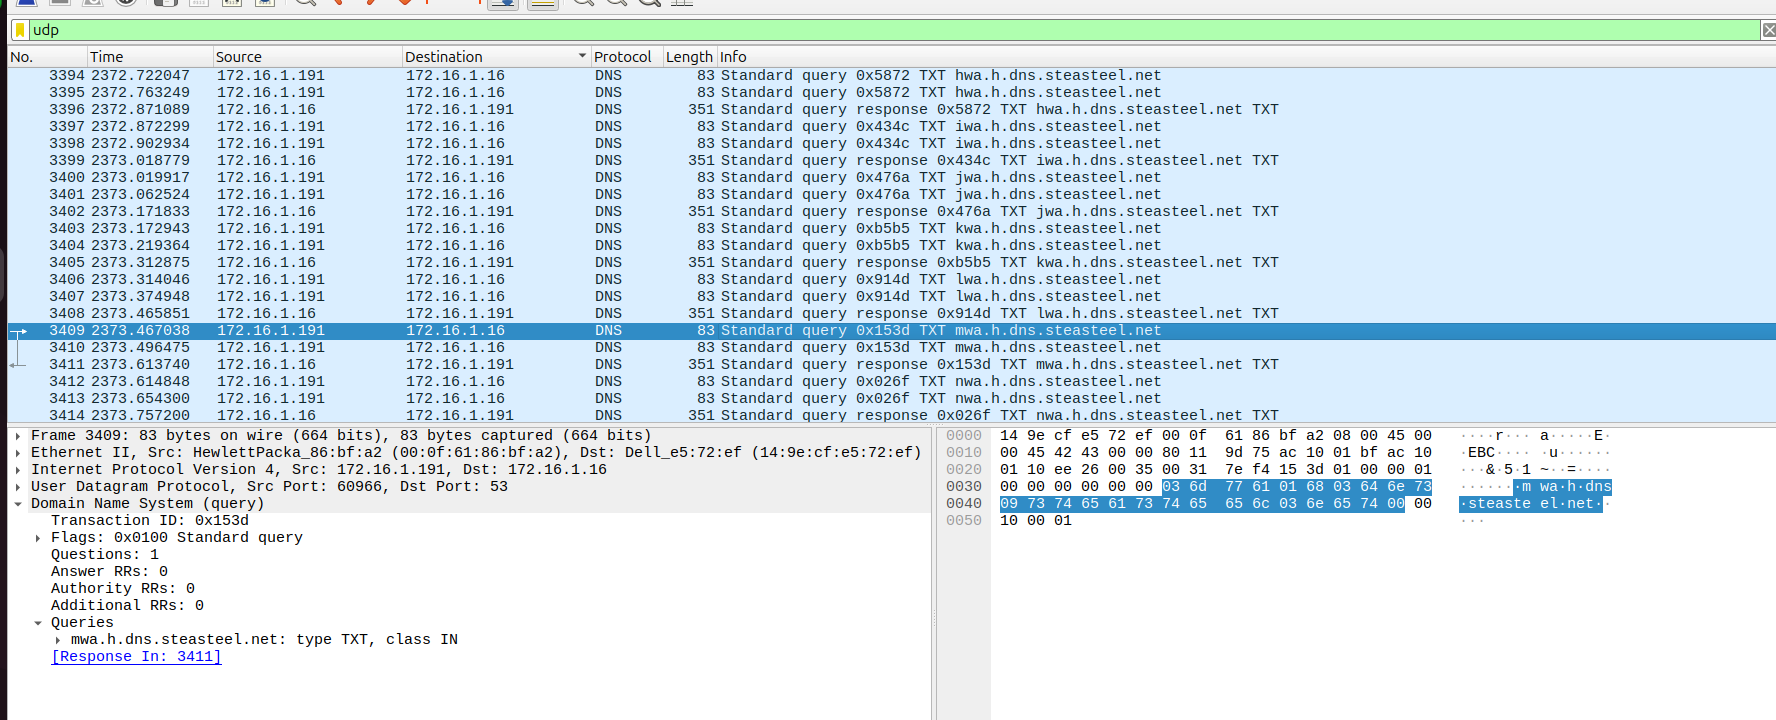 udp
No. Time Source Destination Protocol Length Info
3394 2372.722047 172.16.1.191 172.16.1.16 DNS 83 Standard query 0x5872 TXT hwa.h.dns.steasteel.net
3395 2372.763249 172.16.1.191 172.16.1.16 DNS 83 Standard query 0x5872 TXT hwa.h.dns.steasteel.net
3396 2372.871089 172.16.1.16 172.16.1.191 DNS 351 Standard query response 0x5872 TXT hwa.h.dns.steasteel.net TXT
3397 2372.872299 172.16.1.191 172.16.1.16 DNS 83 Standard query 0x434c TXT iwa.h.dns.steasteel.net
3398 2372.902934 172.16.1.191 172.16.1.16 DNS 83 Standard query 0x434c TXT iwa.h.dns.steasteel.net
3399 2373.018779 172.16.1.16 172.16.1.191 DNS 351 Standard query response 0x434c TXT iwa.h.dns.steasteel.net TXT
3400 2373.019917 172.16.1.191 172.16.1.16 DNS 83 Standard query 0x476a TXT jwa.h.dns.steasteel.net
3401 2373.062524 172.16.1.191 172.16.1.16 DNS 83 Standard query 0x476a TXT jwa.h.dns.steasteel.net
3402 2373.171833 172.16.1.16 172.16.1.191 DNS 351 Standard query response 0x476a TXT jwa.h.dns.steasteel.net TXT
3403 2373.172943 172.16.1.191 172.16.1.16 DNS 83 Standard query 0xb5b5 TXT kwa.h.dns.steasteel.net
3404 2373.219364 172.16.1.191 172.16.1.16 DNS 83 Standard query 0xb5b5 TXT kwa.h.dns.steasteel.net
3405 2373.312875 172.16.1.16 172.16.1.191 DNS 351 Standard query response 0xb5b5 TXT kwa.h.dns.steasteel.net TXT
3406 2373.314046 172.16.1.191 172.16.1.16 DNS 83 Standard query 0x914d TXT lwa.h.dns.steasteel.net
3407 2373.374948 172.16.1.191 172.16.1.16 DNS 83 Standard query 0x914d TXT lwa.h.dns.steasteel.net
3408 2373.465851 172.16.1.16 172.16.1.191 DNS 351 Standard query response 0x914d TXT lwa.h.dns.steasteel.net TXT
3409 2373.467038 172.16.1.191 172.16.1.16 DNS 83 Standard query 0x153d TXT mwa.h.dns.steasteel.net
3410 2373.496475 172.16.1.191 172.16.1.16 DNS 83 Standard query 0x153d TXT mwa.h.dns.steasteel.net
3411 2373.613740 172.16.1.16 172.16.1.191 DNS 351 Standard query response 0x153d TXT mwa.h.dns.steasteel.net TXT
3412 2373.614848 172.16.1.191 172.16.1.16 DNS 83 Standard query 0x026f TXT nwa.h.dns.steasteel.net
3413 2373.654300 172.16.1.191 172.16.1.16 DNS 83 Standard query 0x026f TXT nwa.h.dns.steasteel.net
3414 2373.757200 172.16.1.16 172.16.1.191 DNS 351 Standard query response 0x026f TXT nwa.h.dns.steasteel.net TXT
Frame 3409: 83 bytes on wire (664 bits), 83 bytes captured (664 bits)
Ethernet II, Src: HewlettPacka_86:bf:a2 (00:0f:61:86:bf:a2), Dst: Dell_e5:72:ef (14:9e:cf:e5:72:ef)
Internet Protocol Version 4, Src: 172.16.1.191, Dst: 172.16.1.16
User Datagram Protocol, Src Port: 60966, Dst Port: 53
Domain Name System (query)
Transaction ID: 0x153d
Flags: 0x0100 Standard query
Questions: 1
Answer RRs: 0
Authority RRs: 0
Additional RRs: 0
Queries
mwa.h.dns.steasteel.net: type TXT, class IN
[Response In: 3411]
0000 14 9e cf e5 72 ef 00 0f 61 86 bf a2 08 00 45 00 ····r··· a·····E·
0010 00 45 42 43 00 00 80 11 9d 75 ac 10 01 bf ac 10 ·EBC···· ·u······
0020 01 10 ee 26 00 35 00 31 7e f4 15 3d 01 00 00 01 ···&·5·1 ~··=····
0030 00 00 00 00 00 00 03 6d 77 61 01 68 03 64 6e 73 ·······m wa·h·dns
0040 09 73 74 65 61 73 74 65 65 6c 03 6e 65 74 00 00 ·steaste el·net··
0050 10 00 01 ···